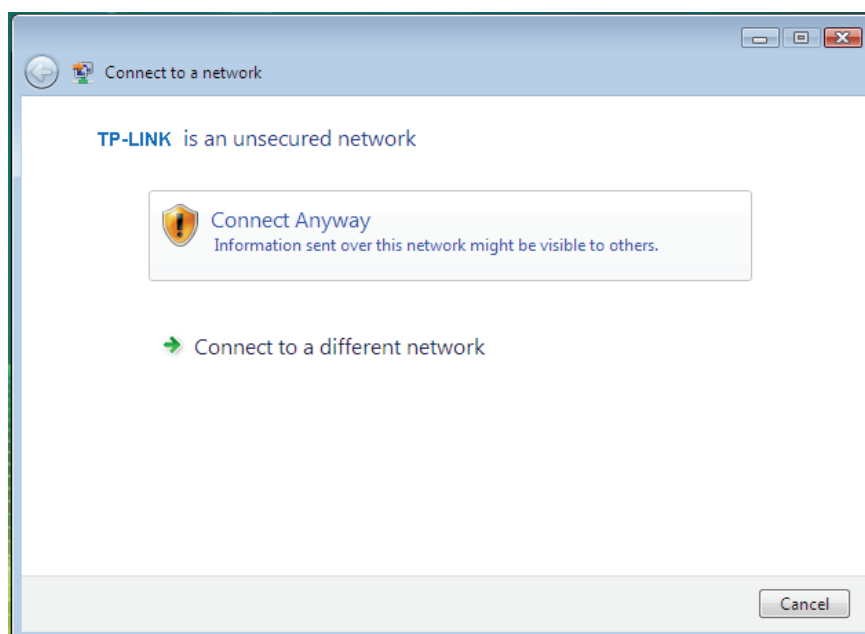 Connect to a network
TP-LINK is an unsecured network
Connect Anyway
Information sent over this network might be visible to others.
Connect to a different network
Cancel